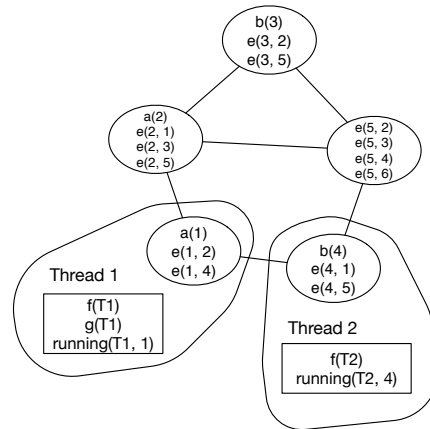 b(3)
e(3, 2)
e(3, 5)
a(2)
e(2, 1)
e(2, 3)
e(2, 5)
e(5, 2)
e(5, 3)
e(5, 4)
e(5, 6)
a(1)
e(1, 2)
e(1, 4)
b(4)
e(4, 1)
e(4, 5)
Thread 1
f(T1)
g(T1)
running(T1, 1)
Thread 2
f(T2)
running(T2, 4)